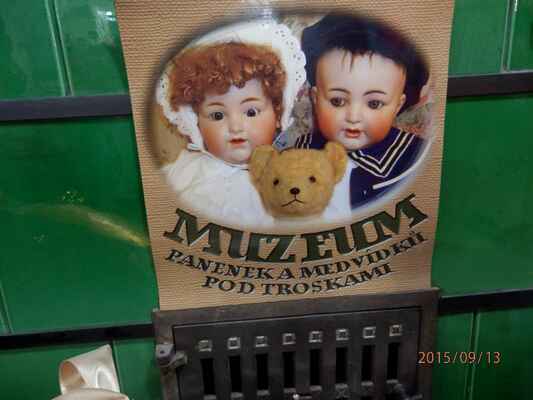 MUZEUM
PANENEK A MEDVÍDKŮ
POD TROSKAMI
2015/09/13